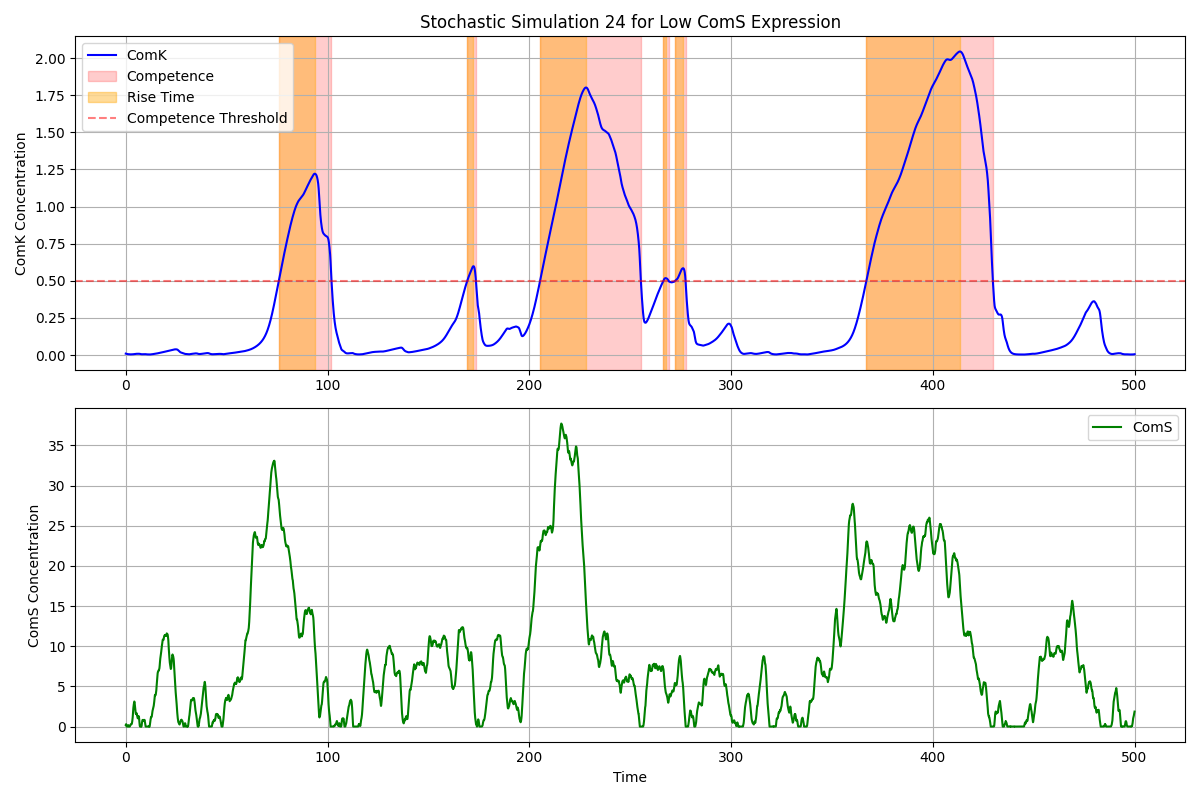 Stochastic Simulation 24 for Low ComS Expression
ComK Concentration
2.00
1.75
1.50
1.25
1.00
0.75
0.50
0.25
0.00
ComK
Competence
Rise Time
Competence Threshold
0 100 200 300 400 500
ComS Concentration
35
30
25
20
15
10
5
0
ComS
0 100 200 300 400 500
Time